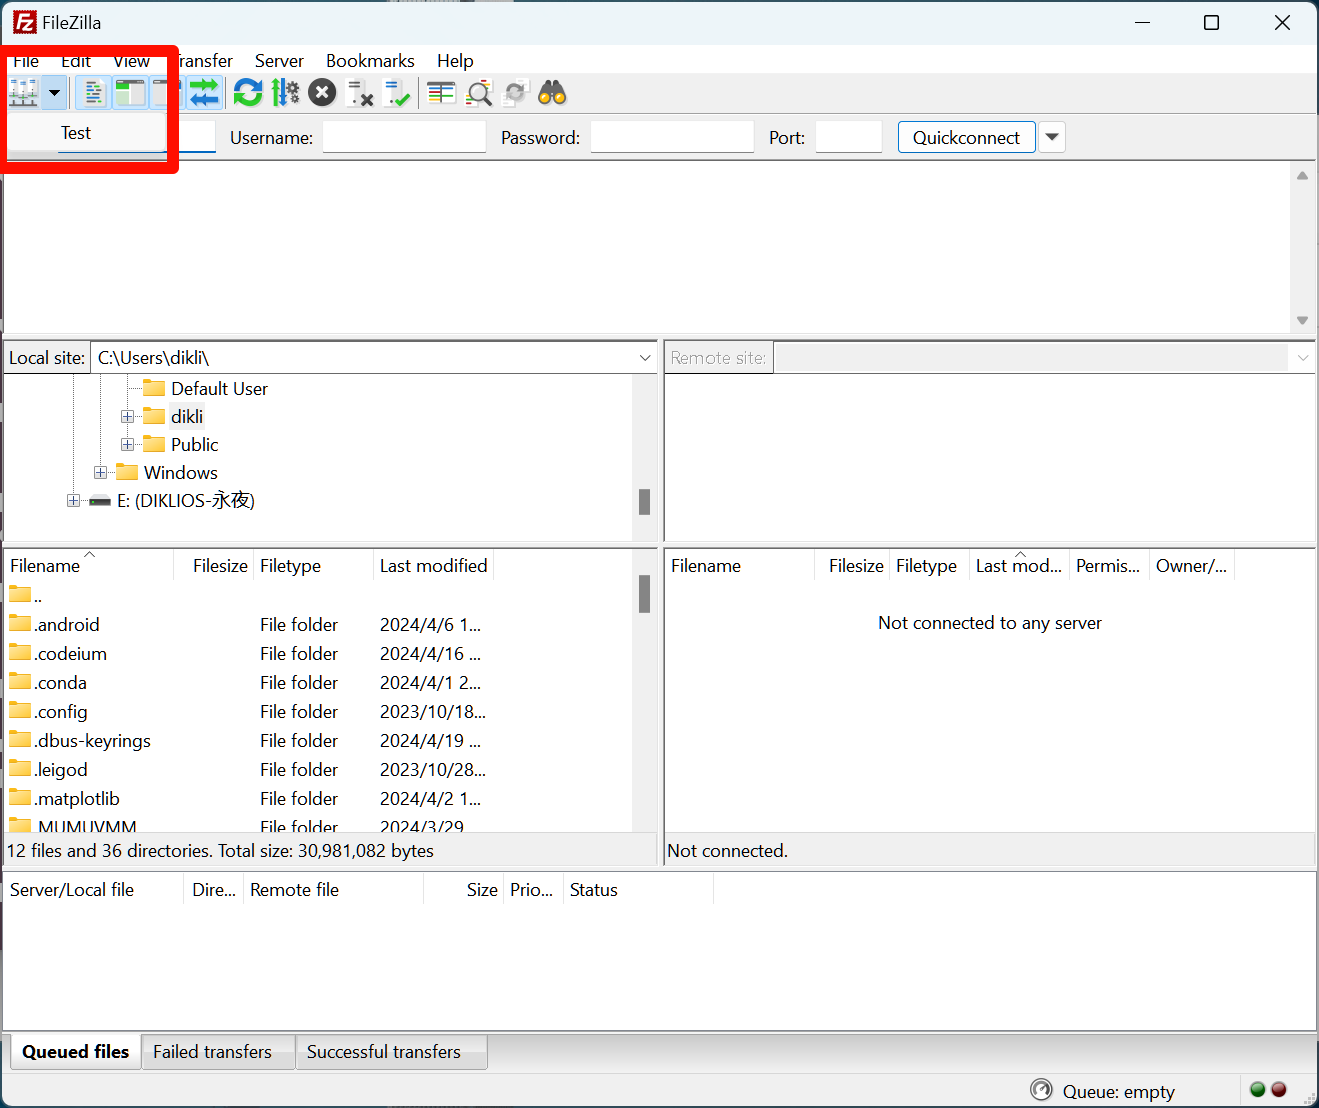 FileZilla
File Edit View Transfer Server Bookmarks Help
Test
Username: Password: Port: Quickconnect
Local site: C:\Users\dikli\
Remote site:
Default User
dikli
Public
Windows
E: (DIKLIOS-永夜)
Filename Filesize Filetype Last modified
..
.android File folder 2024/4/6 1...
.codeium File folder 2024/4/16 ...
.conda File folder 2024/4/1 2...
.config File folder 2023/10/18...
.dbus-keyrings File folder 2024/4/19 ...
.leigod File folder 2023/10/28...
.matplotlib File folder 2024/4/2 1...
.MUMUVMM File folder 2024/3/29
12 files and 36 directories. Total size: 30,981,082 bytes
Filename Filesize Filetype Last mod... Permis... Owner/...
Not connected to any server
Not connected.
Server/Local file Dire... Remote file Size Prio... Status
Queued files Failed transfers Successful transfers
Queue: empty